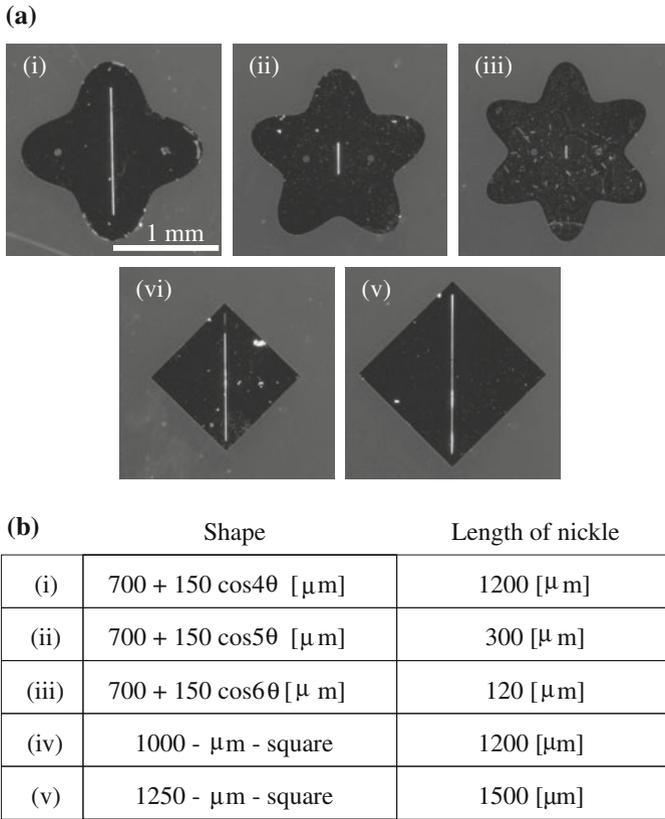 (a)
(i) (ii) (iii)
1 mm
(vi) (v)
(b) Shape Length of nickle
(i) 700 + 150 cos4θ [μm] 1200 [μm]
(ii) 700 + 150 cos5θ [μm] 300 [μm]
(iii) 700 + 150 cos6θ [μm] 120 [μm]
(iv) 1000 - μm - square 1200 [μm]
(v) 1250 - μm - square 1500 [μm]